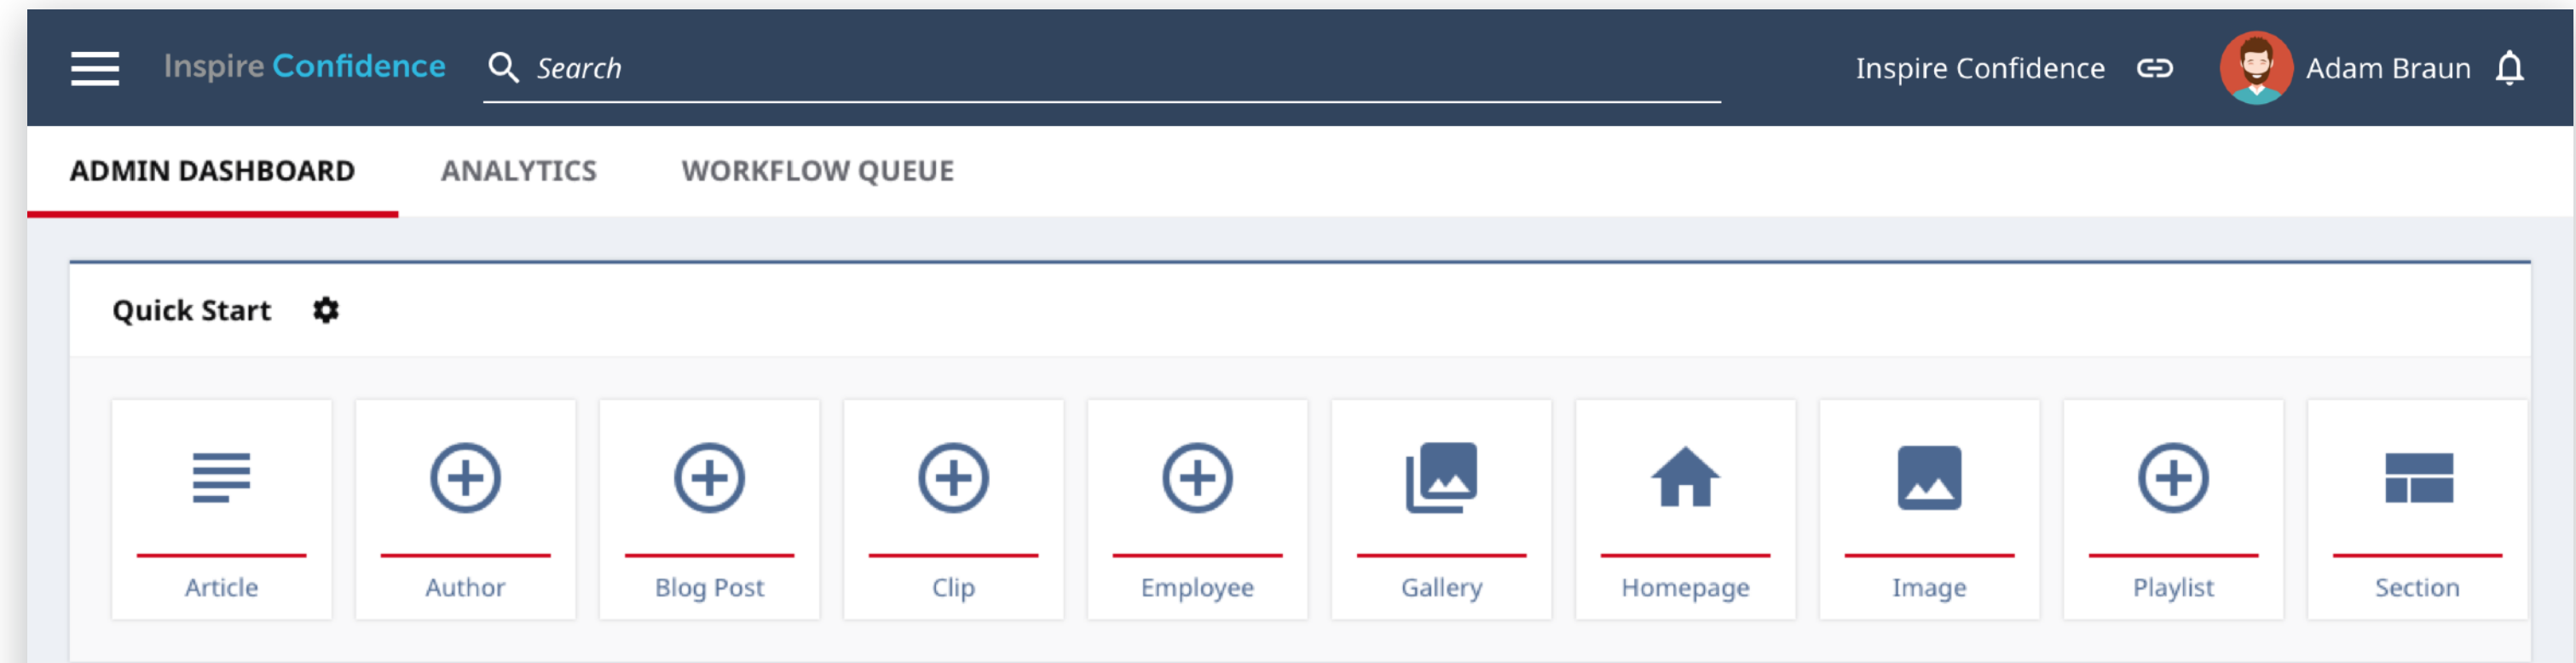 Inspire Confidence Search Inspire Confidence Adam Braun
ADMIN DASHBOARD ANALYTICS WORKFLOW QUEUE
Quick Start
Article Author Blog Post Clip Employee Gallery Homepage Image Playlist Section